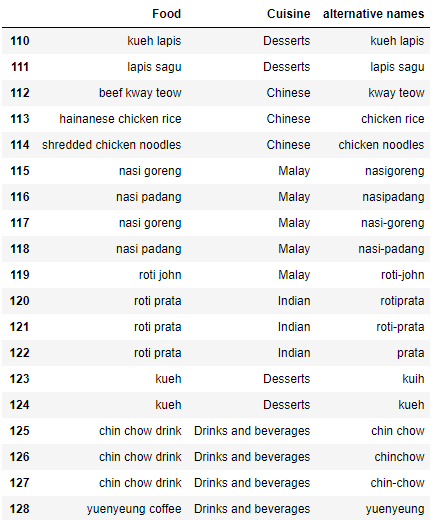 Food Cuisine alternative names
110 kueh lapis Desserts kueh lapis
111 lapis sagu Desserts lapis sagu
112 beef kway teow Chinese kway teow
113 hainanese chicken rice Chinese chicken rice
114 shredded chicken noodles Chinese chicken noodles
115 nasi goreng Malay nasigoreng
116 nasi padang Malay nasipadang
117 nasi goreng Malay nasi-goreng
118 nasi padang Malay nasi-padang
119 roti john Malay roti-john
120 roti prata Indian rotiprata
121 roti prata Indian roti-prata
122 roti prata Indian prata
123 kueh Desserts kuih
124 kueh Desserts kueh
125 chin chow drink Drinks and beverages chin chow
126 chin chow drink Drinks and beverages chinchow
127 chin chow drink Drinks and beverages chin-chow
128 yuenyeung coffee Drinks and beverages yuenyeung